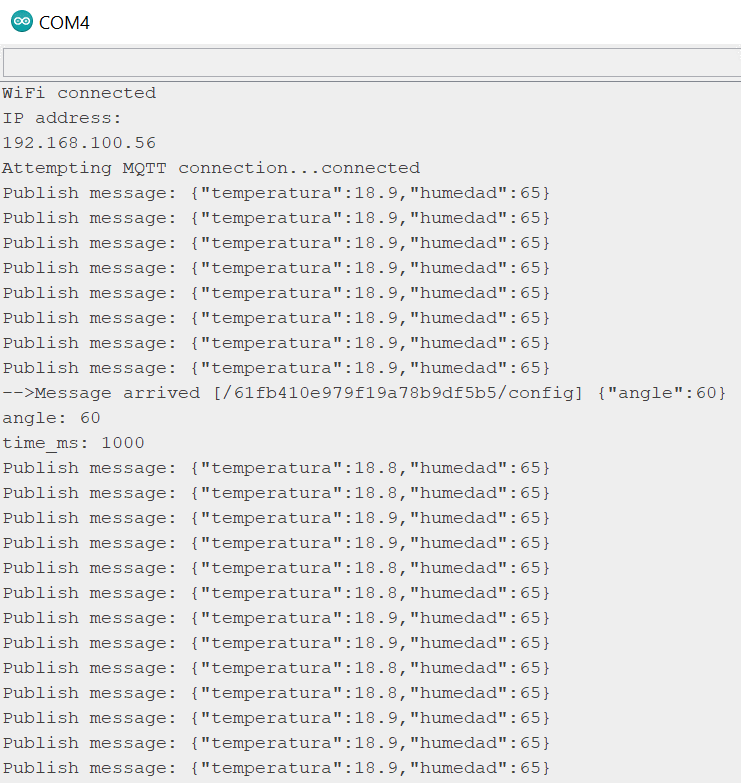 COM4
WiFi connected
IP address:
192.168.100.56
Attempting MQTT connection...connected
Publish message: {"temperatura":18.9,"humedad":65}
Publish message: {"temperatura":18.9,"humedad":65}
Publish message: {"temperatura":18.9,"humedad":65}
Publish message: {"temperatura":18.9,"humedad":65}
Publish message: {"temperatura":18.9,"humedad":65}
Publish message: {"temperatura":18.9,"humedad":65}
Publish message: {"temperatura":18.9,"humedad":65}
Publish message: {"temperatura":18.9,"humedad":65}
-->Message arrived [/61fb410e979f19a78b9df5b5/config] {"angle":60}
angle: 60
time_ms: 1000
Publish message: {"temperatura":18.8,"humedad":65}
Publish message: {"temperatura":18.8,"humedad":65}
Publish message: {"temperatura":18.9,"humedad":65}
Publish message: {"temperatura":18.9,"humedad":65}
Publish message: {"temperatura":18.8,"humedad":65}
Publish message: {"temperatura":18.8,"humedad":65}
Publish message: {"temperatura":18.9,"humedad":65}
Publish message: {"temperatura":18.9,"humedad":65}
Publish message: {"temperatura":18.8,"humedad":65}
Publish message: {"temperatura":18.8,"humedad":65}
Publish message: {"temperatura":18.9,"humedad":65}
Publish message: {"temperatura":18.9,"humedad":65}
Publish message: {"temperatura":18.9,"humedad":65}